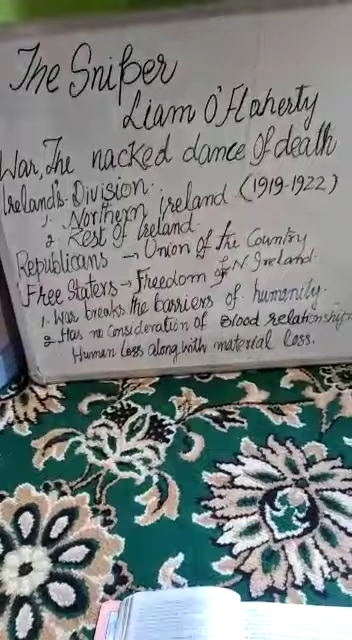 The Sniper
Liam O'Flaherty
War, The nacked dance of death
Ireland's Division.
1. Northern Ireland (1919-1922)
2. Rest of Ireland.
Republicans → Union of the Country
Free Staters → Freedom of N. Ireland.
1. War breaks the barriers of humanity.
2. Has no consideration of Blood relationship
Human Loss along with material Loss.